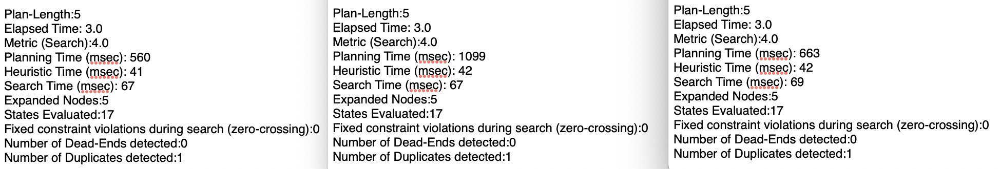 Plan-Length:5
Elapsed Time: 3.0
Metric (Search):4.0
Planning Time (msec): 560
Heuristic Time (msec): 41
Search Time (msec): 67
Expanded Nodes:5
States Evaluated:17
Fixed constraint violations during search (zero-crossing):0
Number of Dead-Ends detected:0
Number of Duplicates detected:1
Plan-Length:5
Elapsed Time: 3.0
Metric (Search):4.0
Planning Time (msec): 1099
Heuristic Time (msec): 42
Search Time (msec): 67
Expanded Nodes:5
States Evaluated:17
Fixed constraint violations during search (zero-crossing):0
Number of Dead-Ends detected:0
Number of Duplicates detected:1
Plan-Length:5
Elapsed Time: 3.0
Metric (Search):4.0
Planning Time (msec): 663
Heuristic Time (msec): 42
Search Time (msec): 69
Expanded Nodes:5
States Evaluated:17
Fixed constraint violations during search (zero-crossing):0
Number of Dead-Ends detected:0
Number of Duplicates detected:1